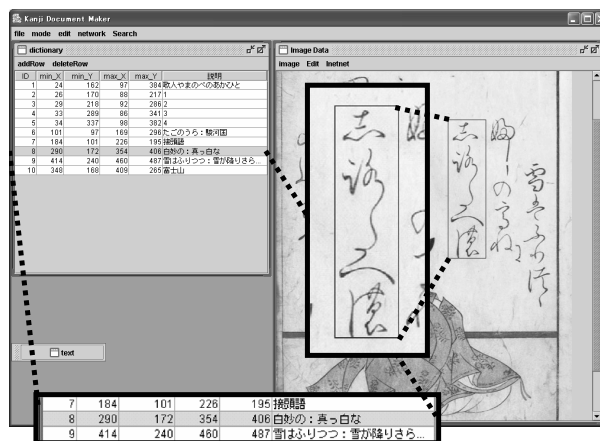 Kanji Document Maker
file mode edit network Search
dictionary
addRow deleteRow
ID min_X min_Y max_X max_Y 説明
1 24 162 97 384 歌人やまのべのあかひと
2 26 170 88 217 1
3 29 218 92 286 2
4 33 289 86 341 3
5 34 337 98 382 4
6 101 97 169 296 たごのうら：駿河国
7 184 101 226 195 接頭語
8 290 172 354 406 白妙の：真っ白な
9 414 240 460 487 雪はふりつつ：雪が降りさら...
10 348 168 409 265 富士山
text
Image Data
image Edit Inetnet
7 184 101 226 195 接頭語
8 290 172 354 406 白妙の：真っ白な
9 414 240 460 487 雪はふりつつ：雪が降りさら...